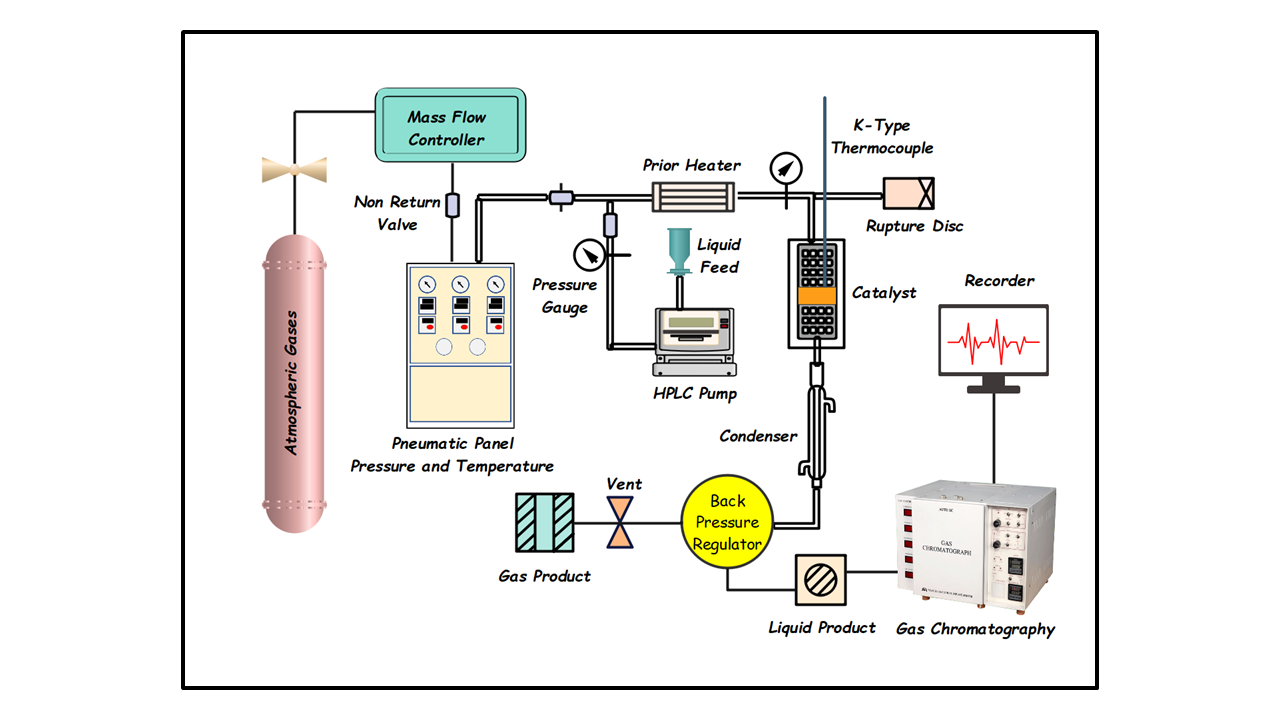 Mass Flow
Controller
K-Type
Thermocouple
Prior Heater
Non Return
Valve
Rupture Disc
Liquid
Feed
Pressure
Gauge
Catalyst
Recorder
Atmospheric Gases
HPLC Pump
Pneumatic Panel
Pressure and Temperature
Condenser
Vent
Back
Pressure
Regulator
GAS
CHROMATOGRAPH
Gas Product
Liquid Product
Gas Chromatography